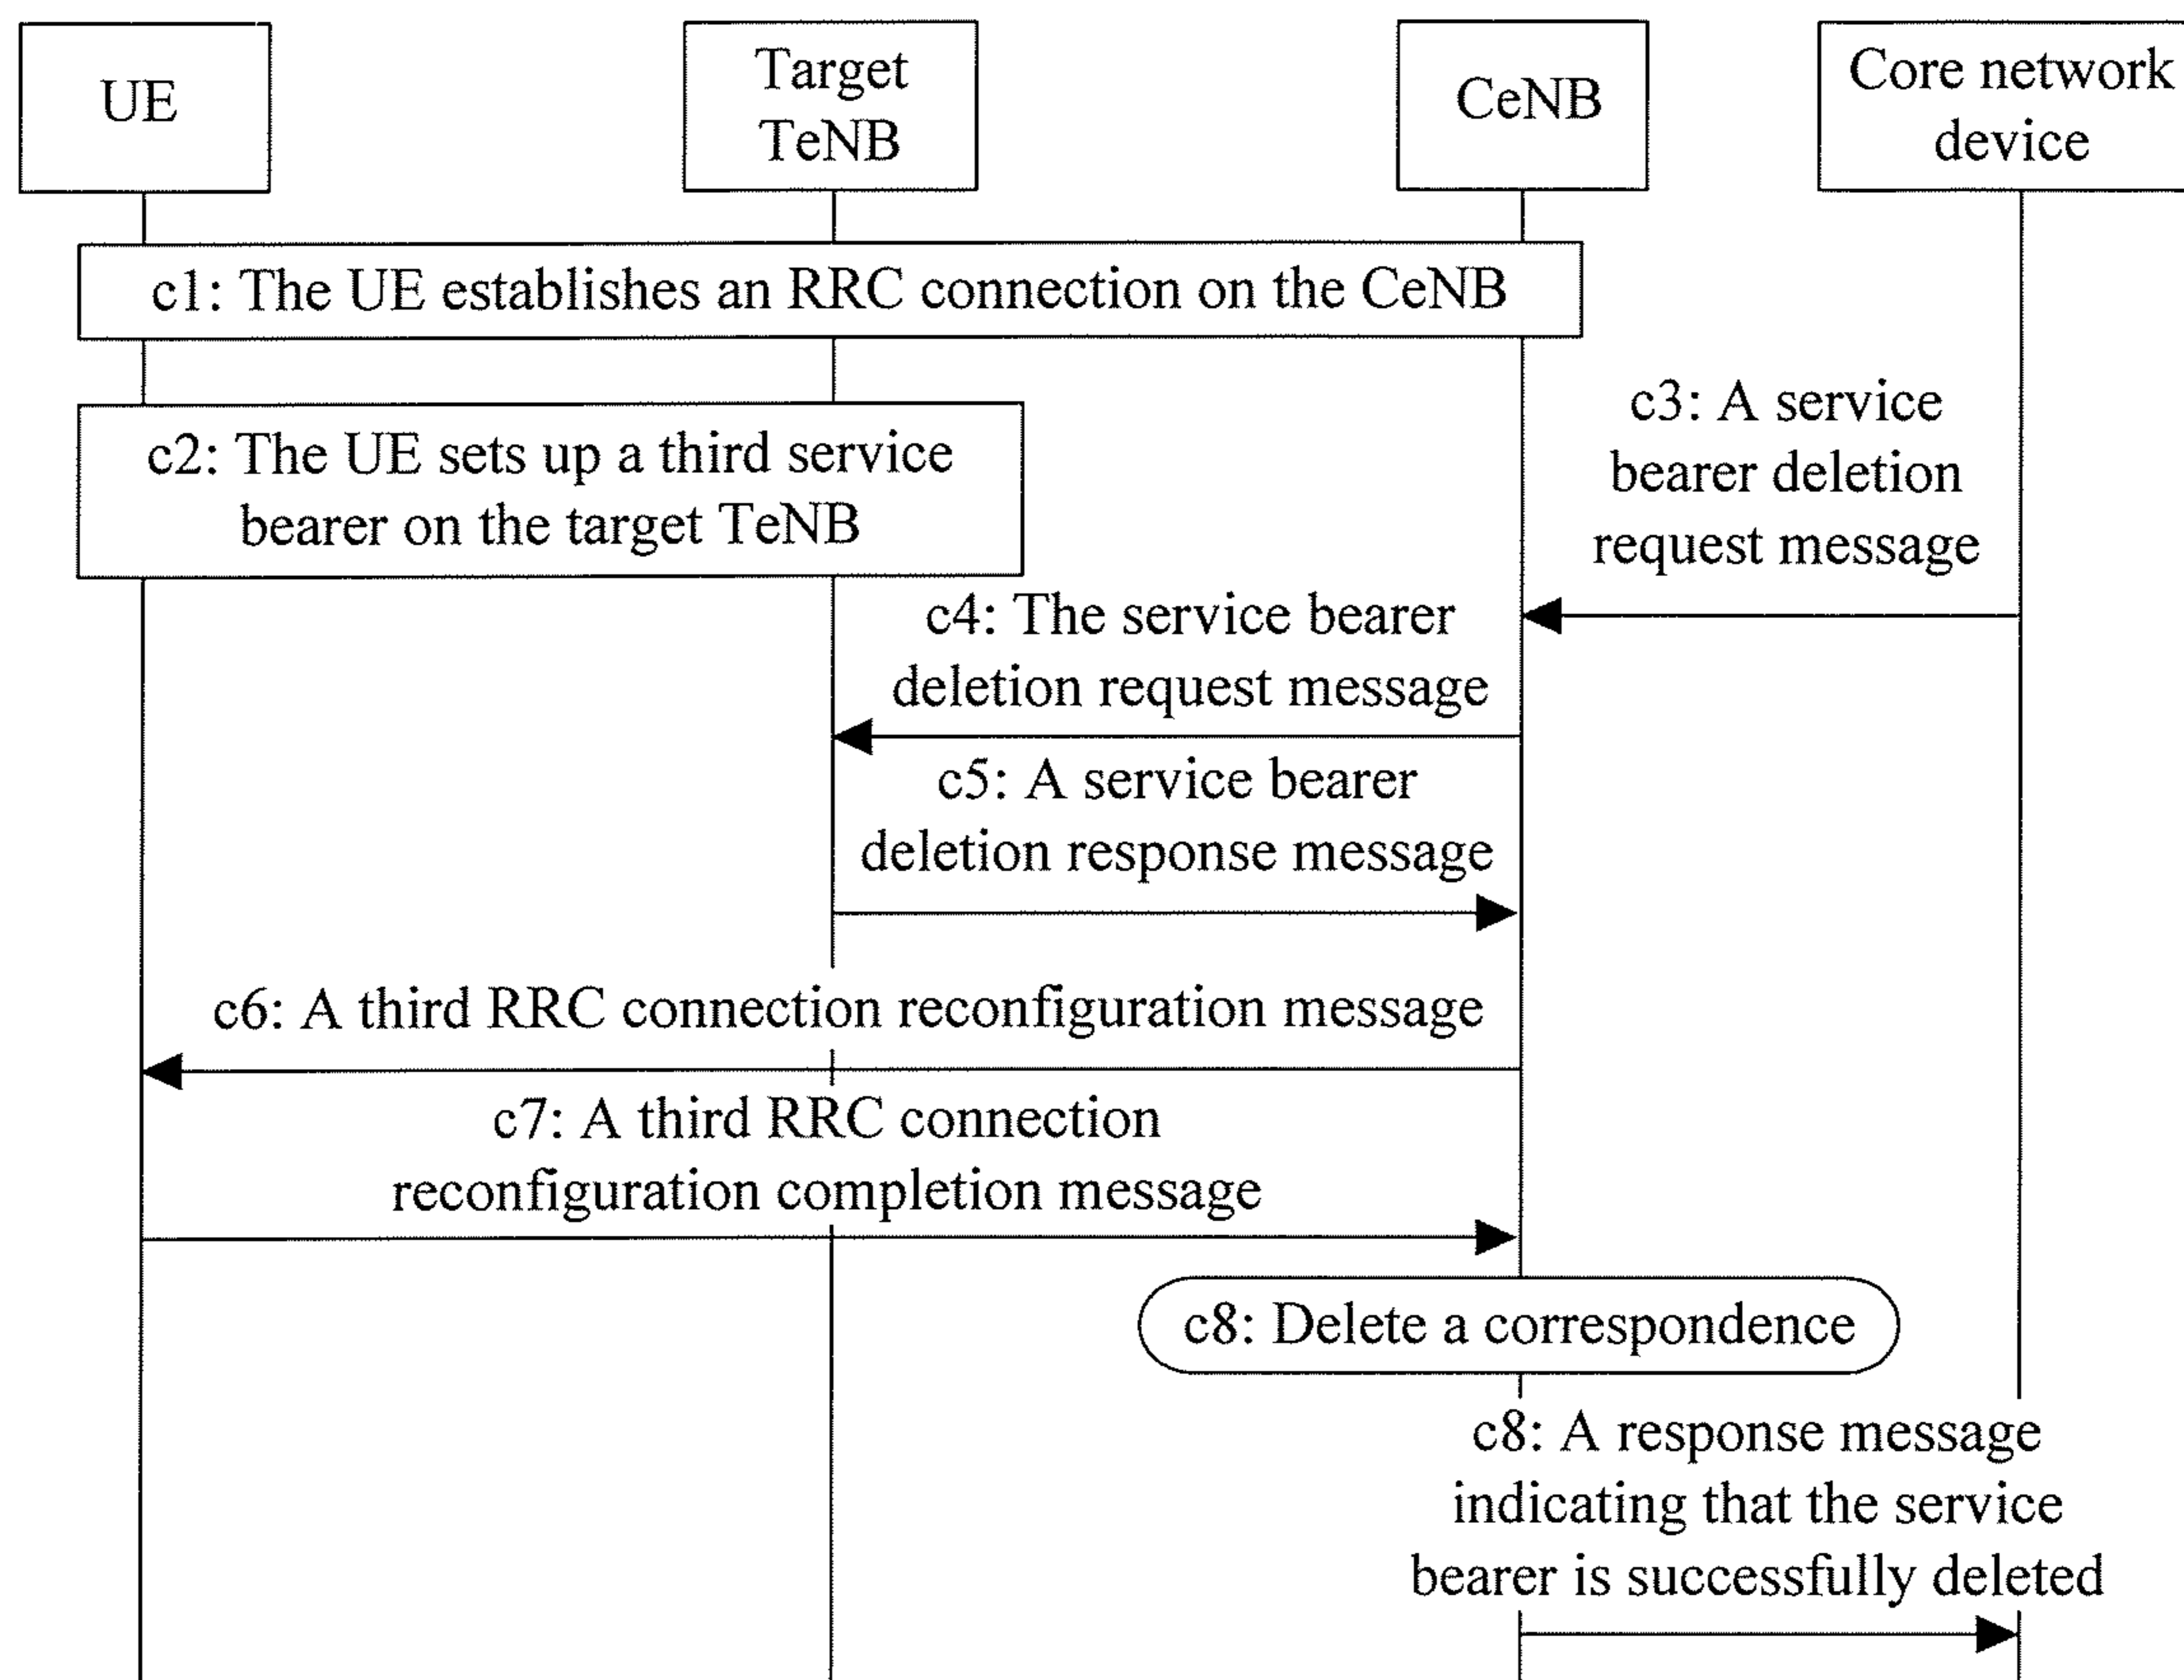 UE
Target
TeNB
CeNB
Core network
device
c1: The UE establishes an RRC connection on the CeNB
c2: The UE sets up a third service
bearer on the target TeNB
c3: A service
bearer deletion
request message
c4: The service bearer
deletion request message
c5: A service bearer
deletion response message
c6: A third RRC connection reconfiguration message
c7: A third RRC connection
reconfiguration completion message
c8: Delete a correspondence
c8: A response message
indicating that the service
bearer is successfully deleted